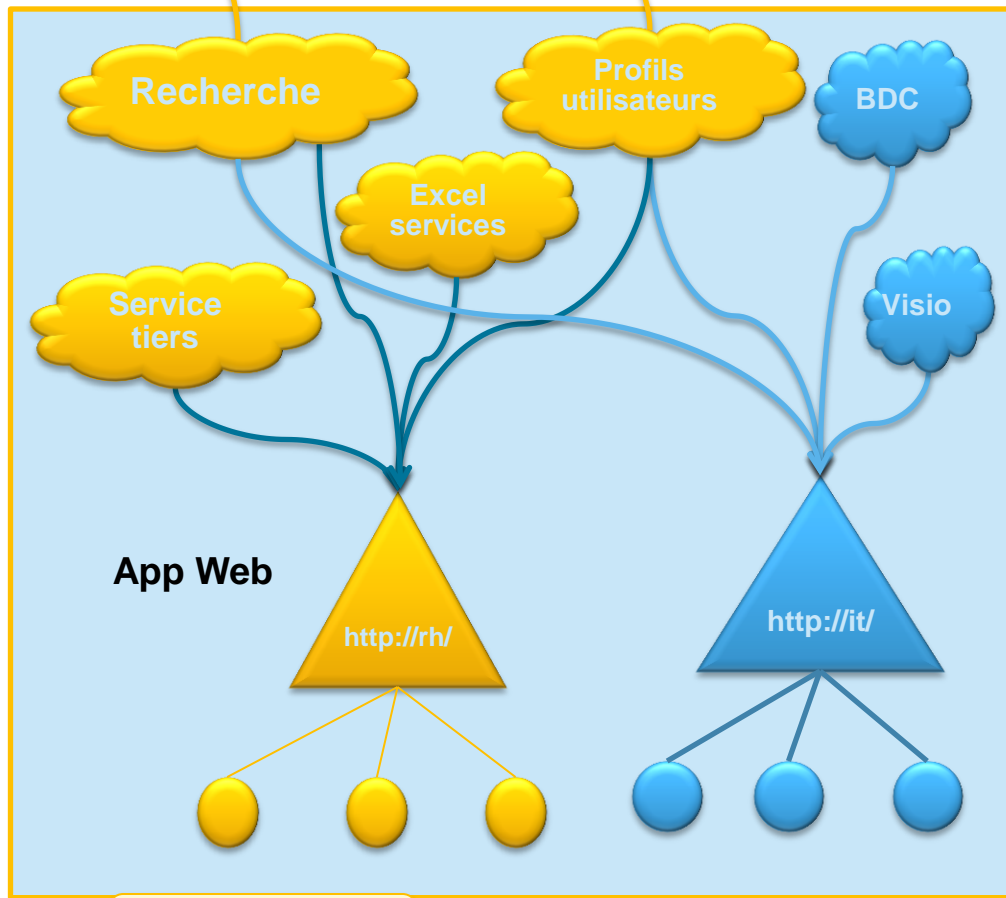 Recherche
Profils
utilisateurs
BDC
Excel
services
Service
tiers
Visio
App Web
http://rh/
http://it/